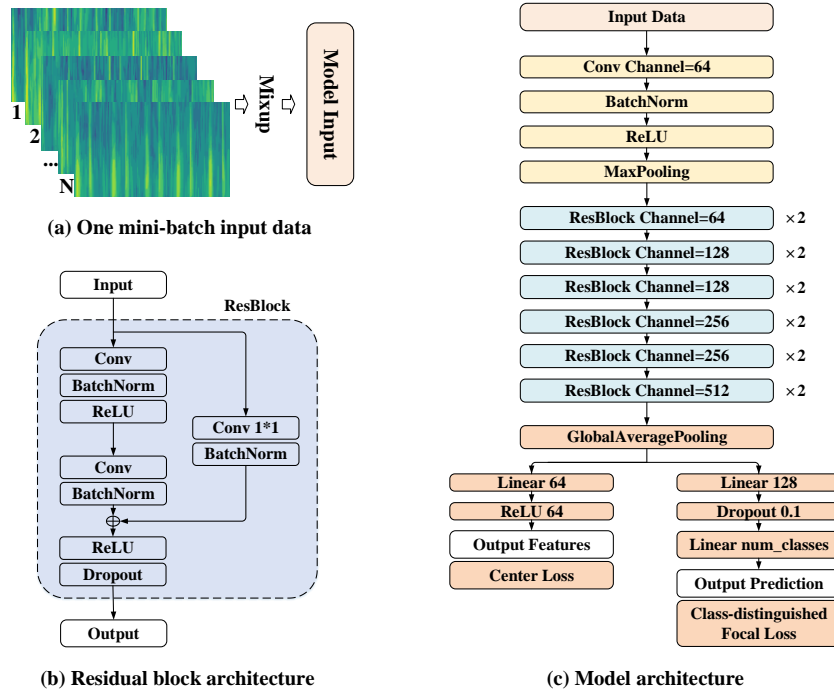 1
2
...
N
Mixup
Model Input
(a) One mini-batch input data
Input
ResBlock
Conv
BatchNorm
ReLU
Conv 1*1
BatchNorm
Conv
BatchNorm
ReLU
Dropout
Output
(b) Residual block architecture
Input Data
Conv Channel=64
BatchNorm
ReLU
MaxPooling
ResBlock Channel=64 ×2
ResBlock Channel=128 ×2
ResBlock Channel=128 ×2
ResBlock Channel=256 ×2
ResBlock Channel=256 ×2
ResBlock Channel=512 ×2
GlobalAveragePooling
Linear 64
ReLU 64
Output Features
Center Loss
Linear 128
Dropout 0.1
Linear num_classes
Output Prediction
Class-distinguished
Focal Loss
(c) Model architecture